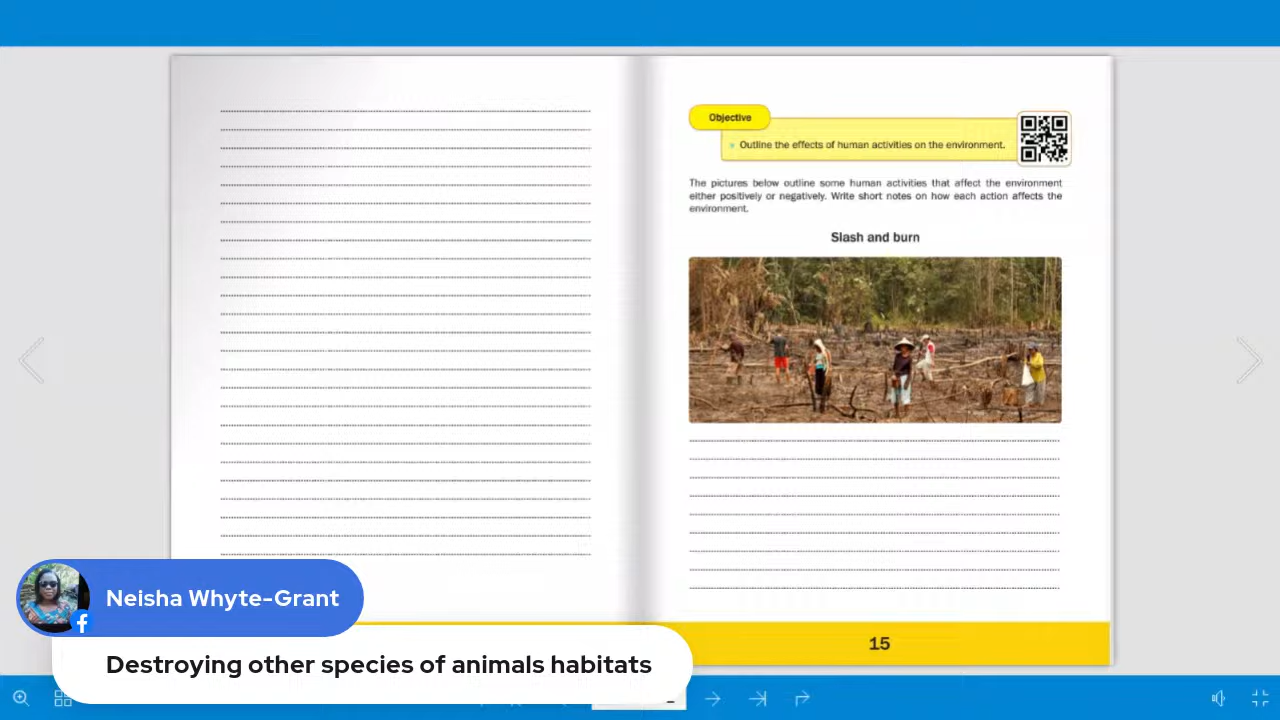 Objective
Outline the effects of human activities on the environment.
The pictures below outline some human activities that affect the environment
either positively or negatively. Write short notes on how each action affects the
environment.
Slash and burn
15
Neisha Whyte-Grant
Destroying other species of animals habitats